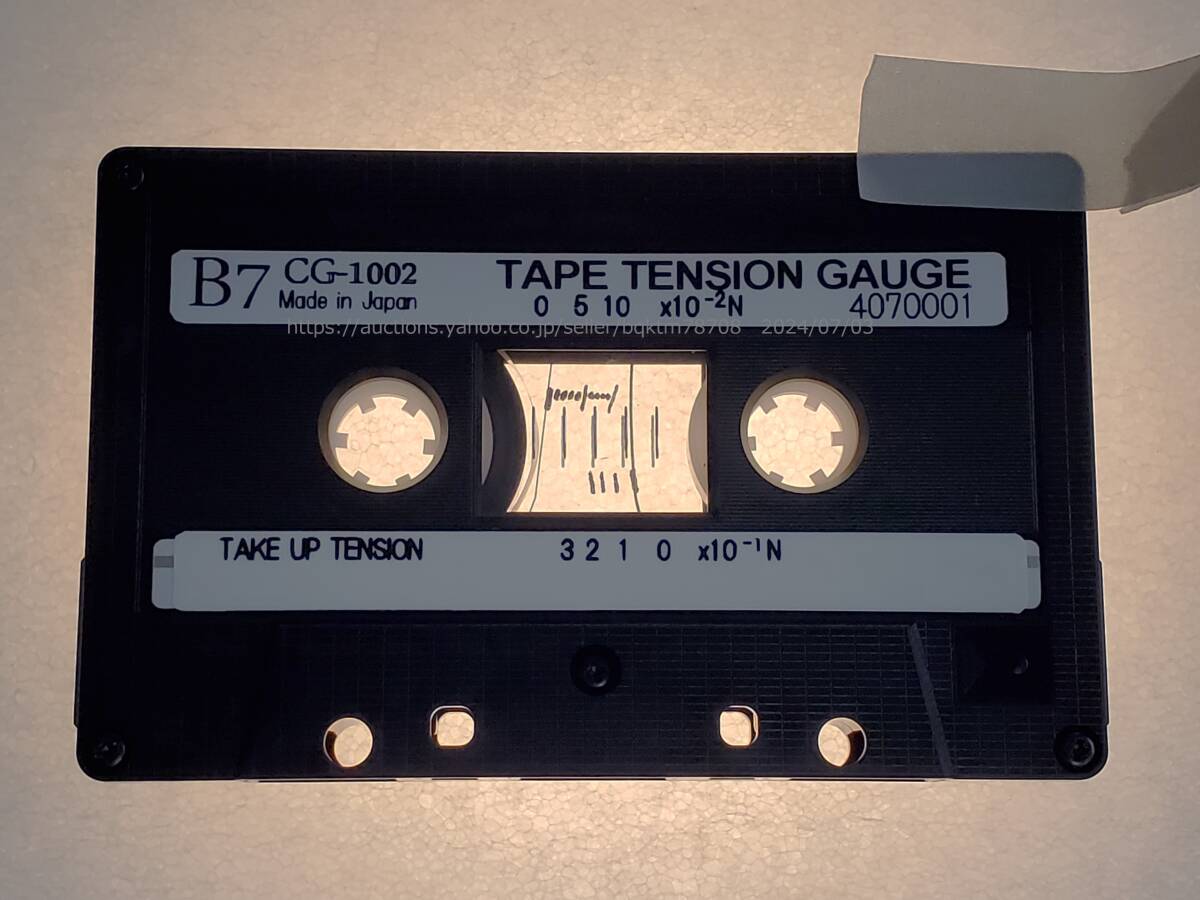 B7 CG-1002 TAPE TENSION GAUGE
Made in Japan 0 5 10 x10⁻²N 4070001
https://auctions.yahoo.co.jp/seller/bqktm78708 2024/07/03
TAKE UP TENSION 3 2 1 0 x10⁻¹N